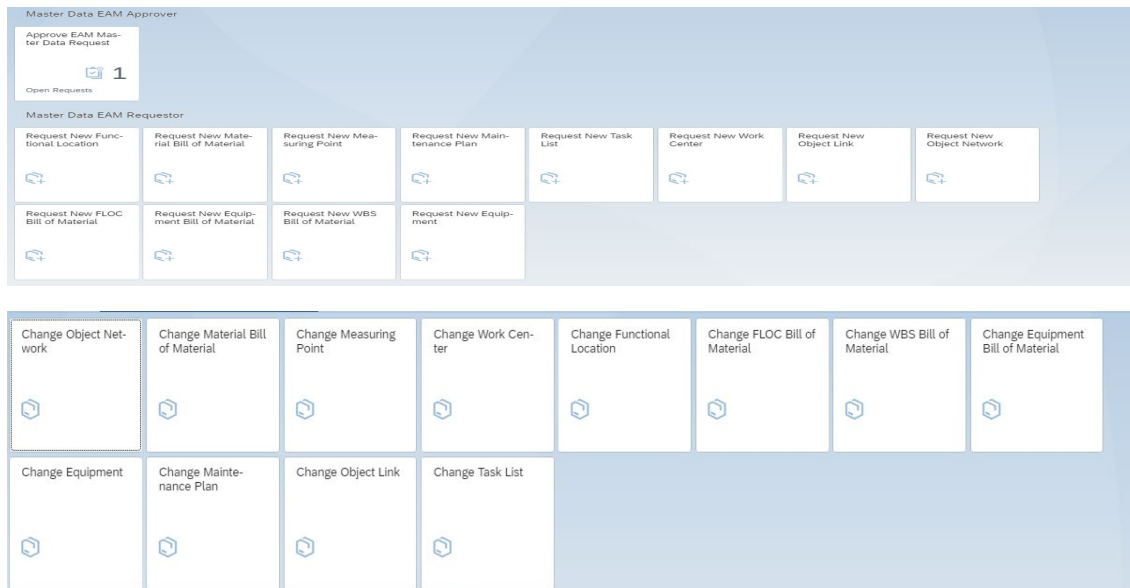 Master Data EAM Approver
Approve EAM Mas-
ter Data Request
1
Open Requests
Master Data EAM Requestor
Request New Func-
tional Location
Request New Mate-
rial Bill of Material
Request New Mea-
suring Point
Request New Main-
tenance Plan
Request New Task
List
Request New Work
Center
Request New
Object Link
Request New
Object Network
Request New FLOC
Bill of Material
Request New Equip-
ment Bill of Material
Request New WBS
Bill of Material
Request New Equip-
ment
Change Object Net-
work
Change Material Bill
of Material
Change Measuring
Point
Change Work Cen-
ter
Change Functional
Location
Change FLOC Bill of
Material
Change WBS Bill of
Material
Change Equipment
Bill of Material
Change Equipment
Change Mainte-
nance Plan
Change Object Link
Change Task List